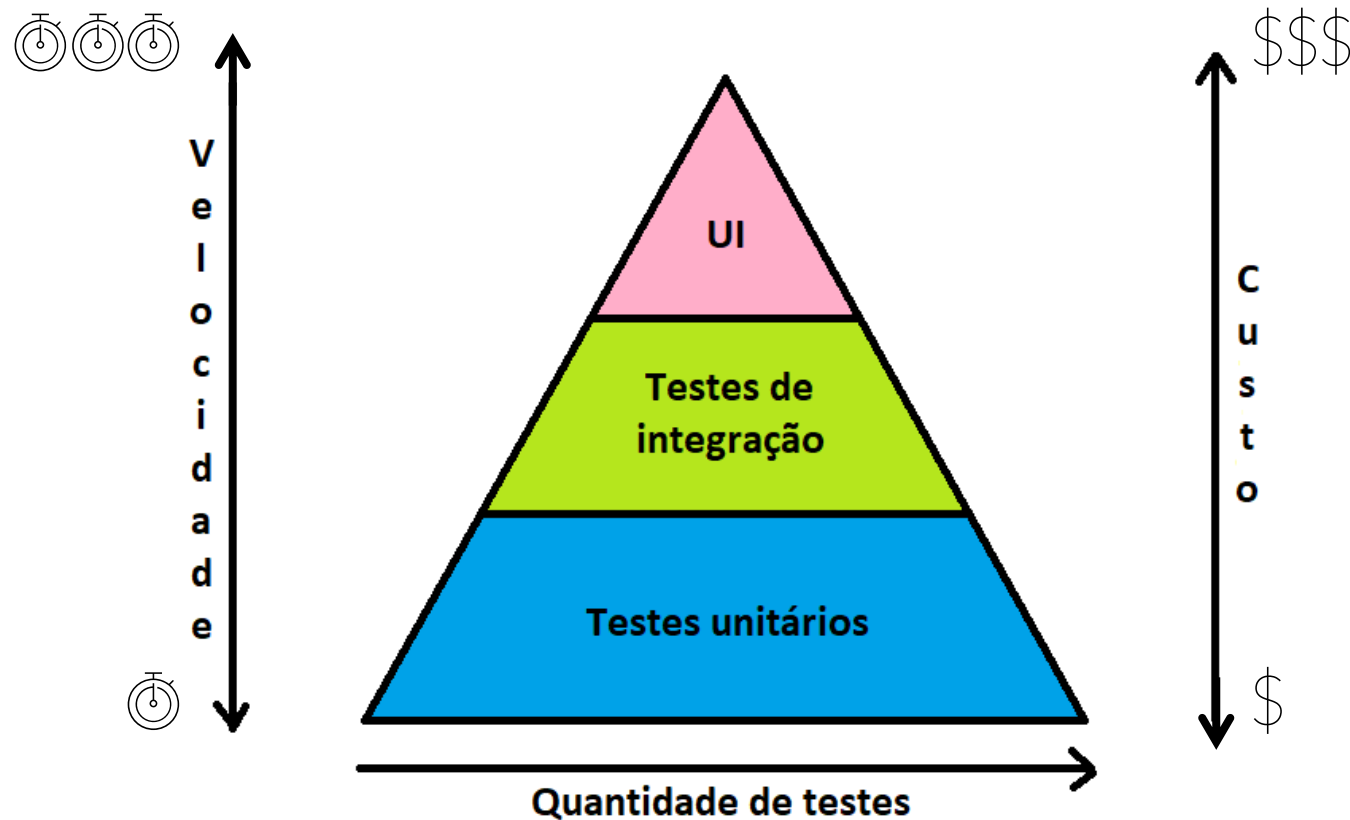 $$$
Velocidade
UI
Testes de
integração
Custo
Testes unitários
$
Quantidade de testes